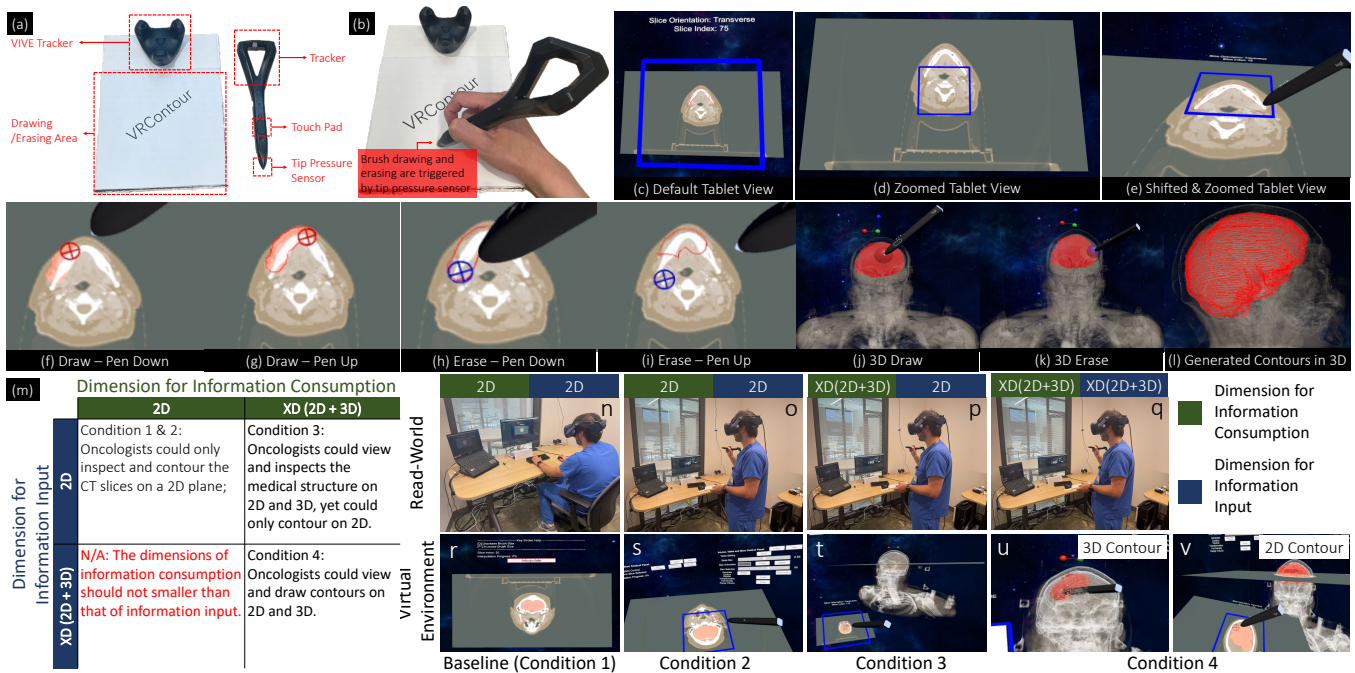 (a)
VIVE Tracker
Drawing
/Erasing Area
VRContour
Tracker
Touch Pad
Tip Pressure
Sensor
(b)
VRContour
Brush drawing and
erasing are triggered
by tip pressure sensor
Slice Orientation: Transverse
Slice Index: 75
(c) Default Tablet View
(d) Zoomed Tablet View
(e) Shifted & Zoomed Tablet View
(f) Draw – Pen Down
(g) Draw – Pen Up
(h) Erase – Pen Down
(i) Erase – Pen Up
(j) 3D Draw
(k) 3D Erase
(l) Generated Contours in 3D
(m)
Dimension for Information Consumption
2D
XD (2D + 3D)
Dimension for
Information Input
2D
Condition 1 & 2:
Oncologists could only
inspect and contour the
CT slices on a 2D plane;
Condition 3:
Oncologists could view
and inspects the
medical structure on
2D and 3D, yet could
only contour on 2D.
XD (2D + 3D)
N/A: The dimensions of
information consumption
should not smaller than
that of information input.
Condition 4:
Oncologists could view
and draw contours on
2D and 3D.
2D
2D
2D
2D
XD(2D+3D)
2D
XD(2D+3D)
XD(2D+3D)
Read-World
n
o
p
q
Dimension for
Information
Consumption
Dimension for
Information
Input
Virtual
Environment
r
s
t
u
3D Contour
v
2D Contour
Baseline (Condition 1)
Condition 2
Condition 3
Condition 4